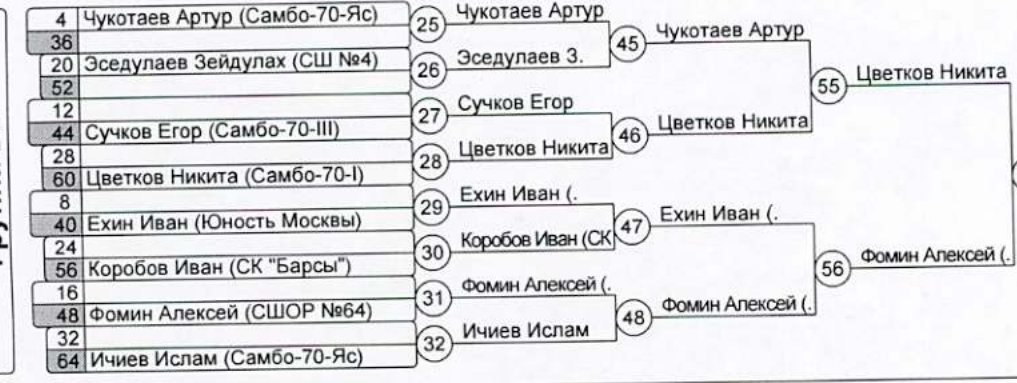 4 Чукотаев Артур (Самбо-70-Яс)
36
20 Эседулаев Зейдулах (СШ №4)
52
12
44 Сучков Егор (Самбо-70-III)
28
60 Цветков Никита (Самбо-70-I)
8
40 Ехин Иван (Юность Москвы)
24
56 Коробов Иван (СК "Барсы")
16
48 Фомин Алексей (СШОР №64)
32
64 Ичиев Ислам (Самбо-70-Яс)
25 Чукотаев Артур
26 Эседулаев З.
27 Сучков Егор
28 Цветков Никита
29 Ехин Иван (.
30 Коробов Иван (СК
31 Фомин Алексей (.
32 Ичиев Ислам
45 Чукотаев Артур
46 Цветков Никита
47 Ехин Иван (.
48 Фомин Алексей (.
55 Цветков Никита
56 Фомин Алексей (.